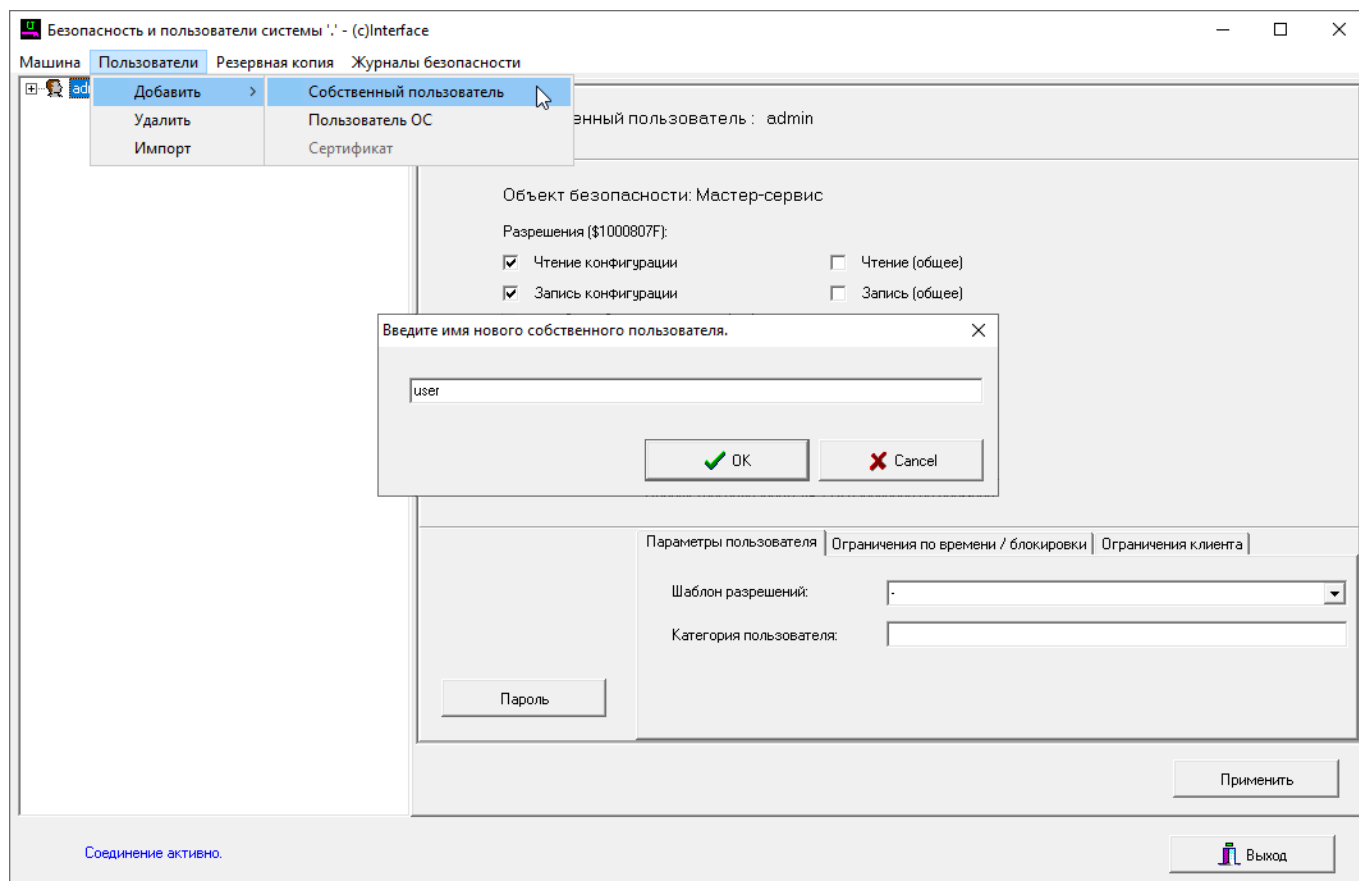 Безопасность и пользователи системы '.' - (c)Interface
Машина Пользователи Резервная копия Журналы безопасности
Добавить > Собственный пользователь
Удалить Пользователь ОС
Импорт Сертификат
пользователь : admin
Объект безопасности: Мастер-сервис
Разрешения ($1000807F):
Чтение конфигурации Чтение (общее)
Запись конфигурации Запись (общее)
Введите имя нового собственного пользователя.
user
OK Cancel
Параметры пользователя Ограничения по времени / блокировки Ограничения клиента
Шаблон разрешений: -
Категория пользователя:
Пароль
Применить
Соединение активно.
Выход